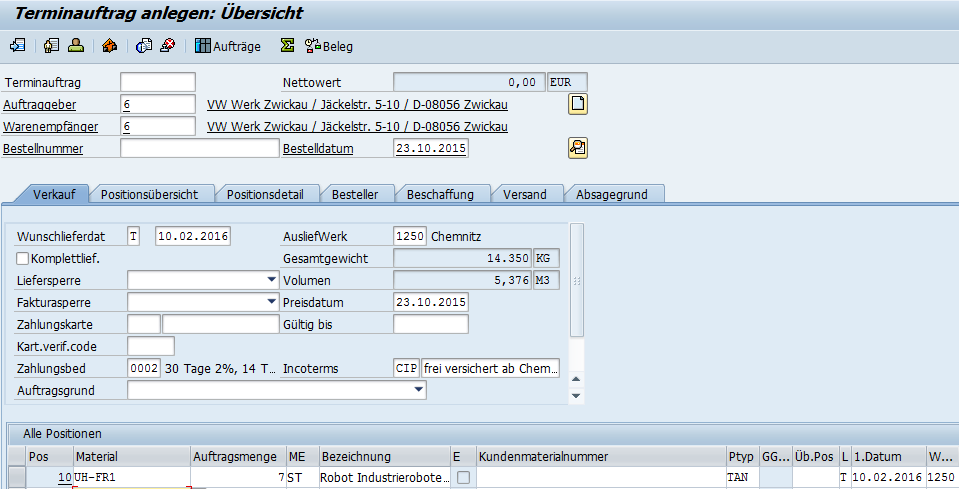 Terminauftrag anlegen: Übersicht
Aufträge Beleg
Terminauftrag Nettowert 0,00 EUR
Auftraggeber 6 VW Werk Zwickau / Jäckelstr. 5-10 / D-08056 Zwickau
Warenempfänger 6 VW Werk Zwickau / Jäckelstr. 5-10 / D-08056 Zwickau
Bestellnummer Bestelldatum 23.10.2015
Verkauf Positionsübersicht Positionsdetail Besteller Beschaffung Versand Absagegrund
Wunschlieferdat T 10.02.2016 AusliefWerk 1250 Chemnitz
Komplettlief. Gesamtgewicht 14.350 KG
Liefersperre Volumen 5,376 M3
Fakturasperre Preisdatum 23.10.2015
Zahlungskarte Gültig bis
Kart.verif.code
Zahlungsbed 0002 30 Tage 2%, 14 T… Incoterms CIP frei versichert ab Chem…
Auftragsgrund
Alle Positionen
Pos Material Auftragsmenge ME Bezeichnung E Kundenmaterialnummer Ptyp GG… Üb.Pos L 1.Datum W…
10 UH-FR1 7 ST Robot Industrierobote… TAN T 10.02.2016 1250